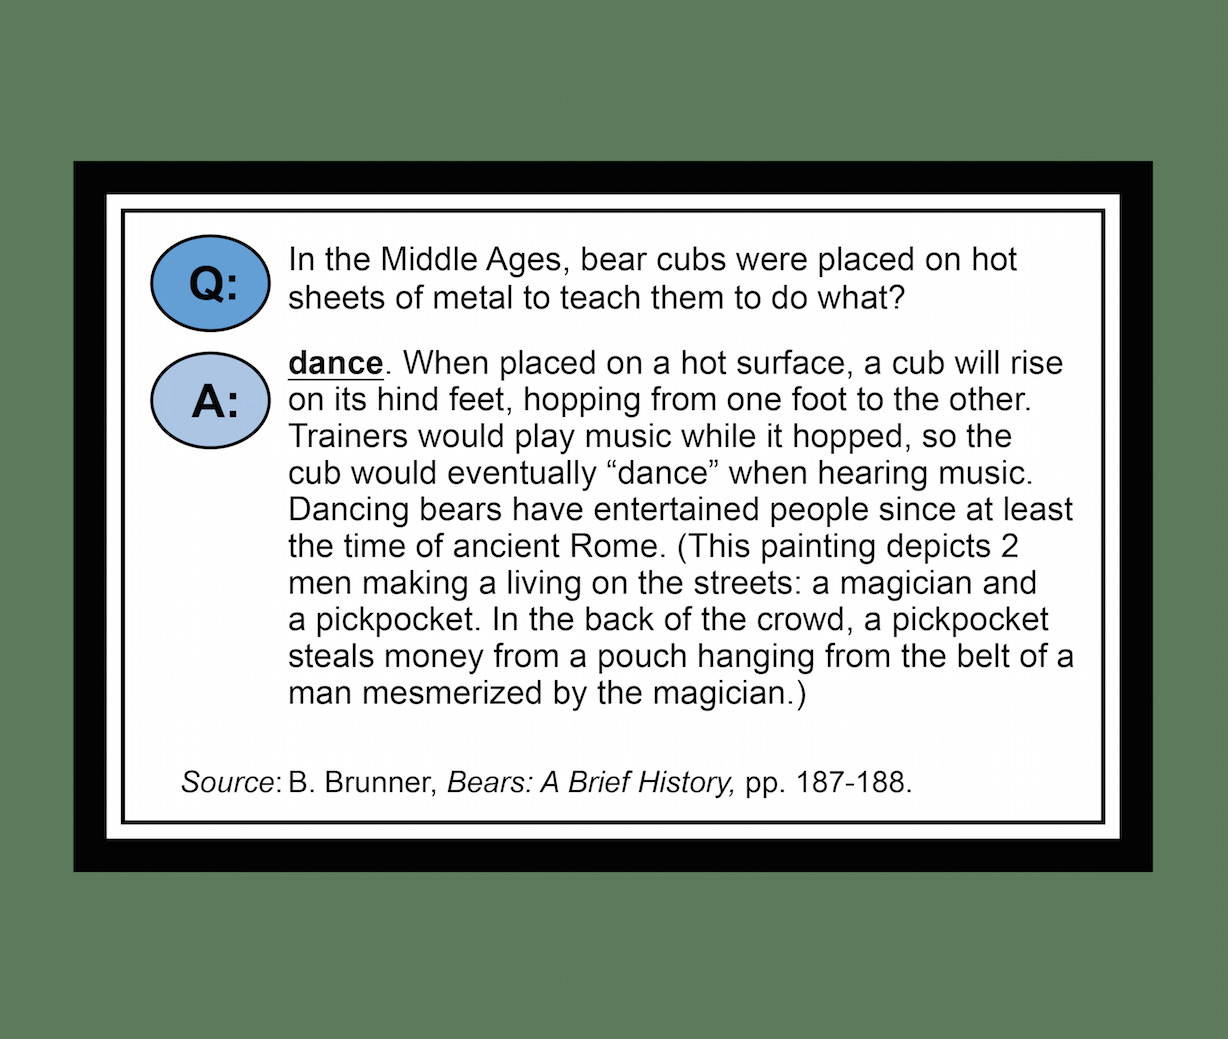 Q: In the Middle Ages, bear cubs were placed on hot
sheets of metal to teach them to do what?
A: dance. When placed on a hot surface, a cub will rise
on its hind feet, hopping from one foot to the other.
Trainers would play music while it hopped, so the
cub would eventually “dance” when hearing music.
Dancing bears have entertained people since at least
the time of ancient Rome. (This painting depicts 2
men making a living on the streets: a magician and
a pickpocket. In the back of the crowd, a pickpocket
steals money from a pouch hanging from the belt of a
man mesmerized by the magician.)
Source: B. Brunner, Bears: A Brief History, pp. 187-188.